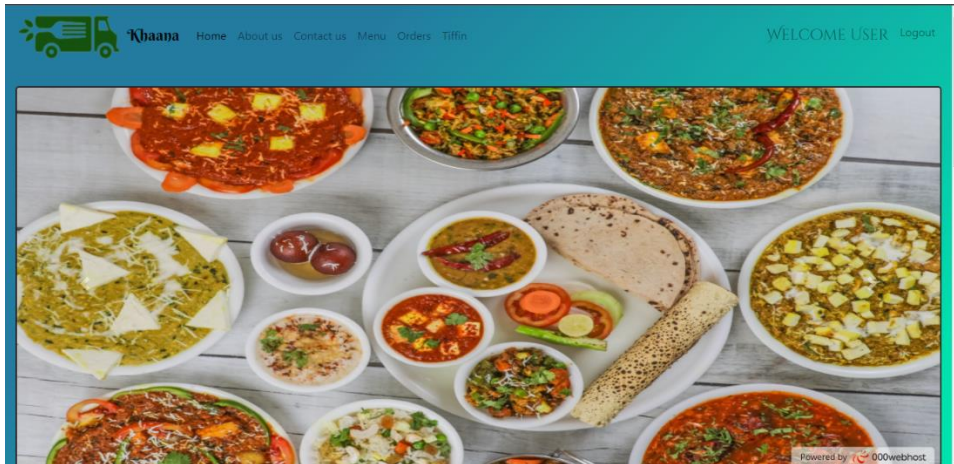 Khaana Home About us Contact us Menu Orders Tiffin Welcome User Logout
Powered by 000webhost